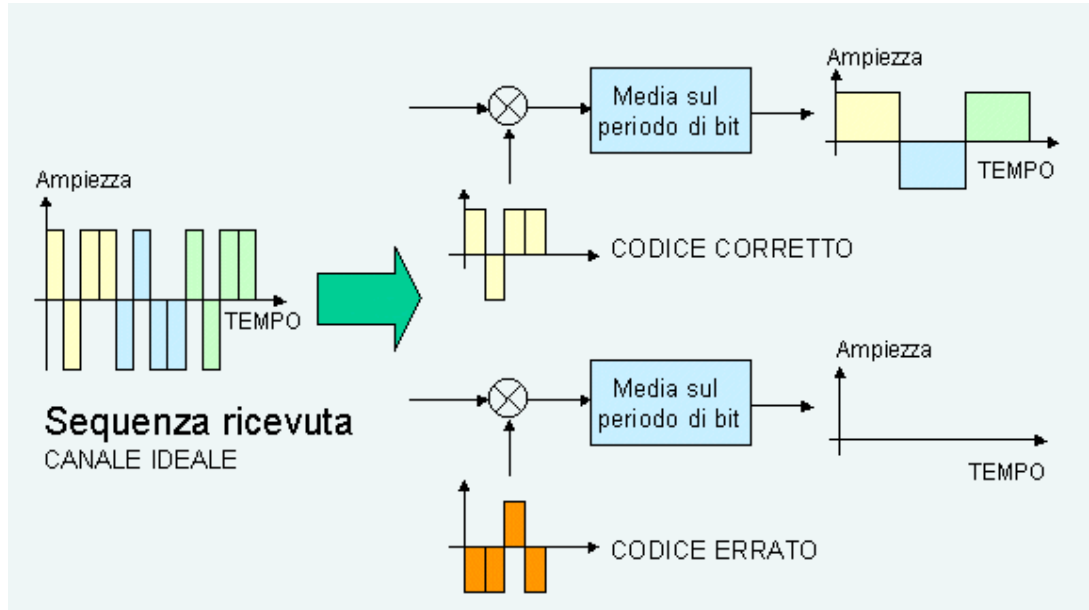 Ampiezza
TEMPO
Sequenza ricevuta
CANALE IDEALE
Media sul
periodo di bit
Ampiezza
TEMPO
CODICE CORRETTO
Media sul
periodo di bit
Ampiezza
TEMPO
CODICE ERRATO